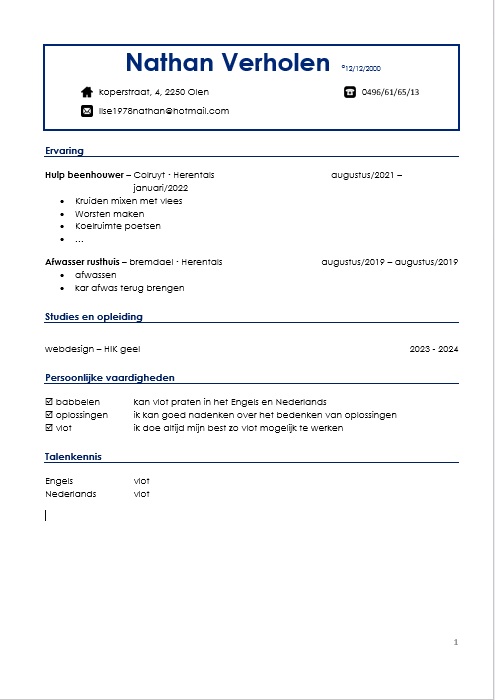 Nathan Verholen °12/12/2000
koperstraat, 4, 2250 Olen 0496/61/65/13
lise1978nathan@hotmail.com
Ervaring
Hulp beenhouwer – Colruyt · Herentals augustus/2021 –
januari/2022
• Kruiden mixen met vlees
• Worsten maken
• Koelruimte poetsen
• …
Afwasser rusthuis – bremdael · Herentals augustus/2019 – augustus/2019
• afwassen
• kar afwas terug brengen
Studies en opleiding
webdesign – HIK geel 2023 - 2024
Persoonlijke vaardigheden
☑ babbelen kan vlot praten in het Engels en Nederlands
☑ oplossingen ik kan goed nadenken over het bedenken van oplossingen
☑ vlot ik doe altijd mijn best zo vlot mogelijk te werken
Talenkennis
Engels vlot
Nederlands vlot
1